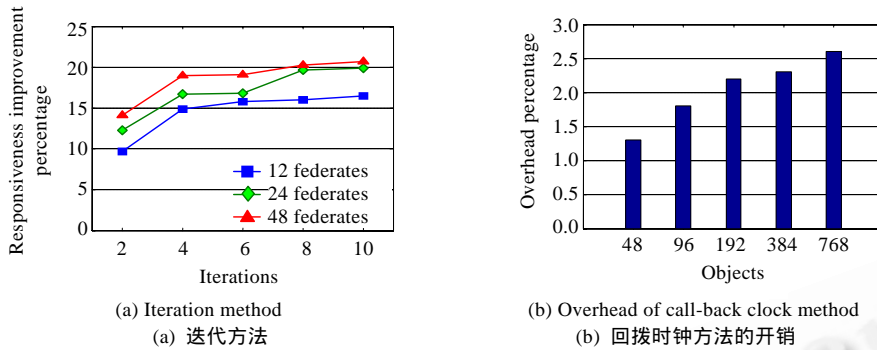 Responsiveness improvement
percentage
25
20
15
10
5
0
12 federates
24 federates
48 federates
2 4 6 8 10
Iterations
(a) Iteration method
(a) 迭代方法
Overhead percentage
3.0
2.5
2.0
1.5
1.0
0.5
0.0
48 96 192 384 768
Objects
(b) Overhead of call-back clock method
(b) 回拨时钟方法的开销